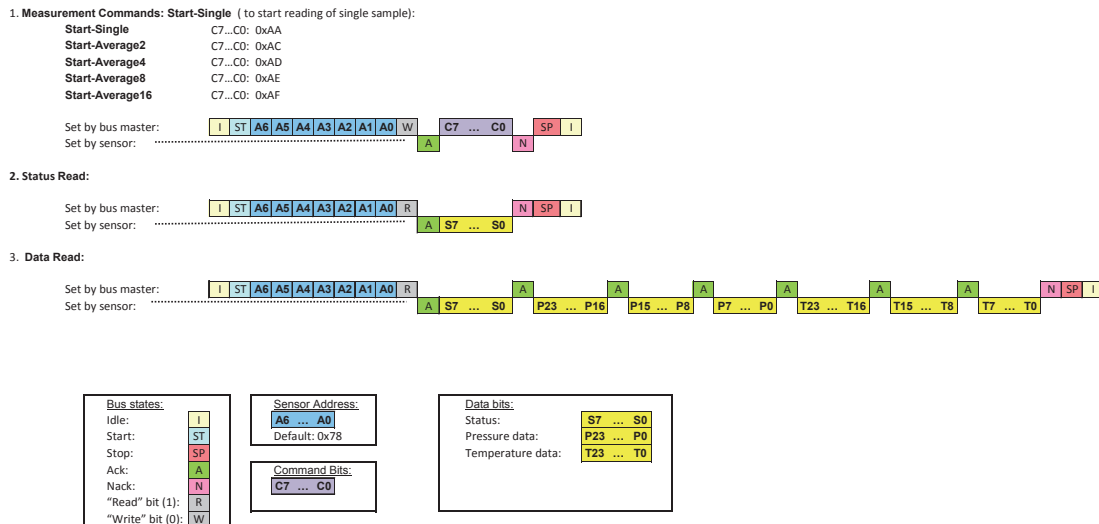 1. Measurement Commands: Start-Single ( to start reading of single sample):
Start-Single C7...C0: 0xAA
Start-Average2 C7...C0: 0xAC
Start-Average4 C7...C0: 0xAD
Start-Average8 C7...C0: 0xAE
Start-Average16 C7...C0: 0xAF
Set by bus master: I ST A6 A5 A4 A3 A2 A1 A0 W C7 ... C0 SP I
Set by sensor: A N
2. Status Read:
Set by bus master: I ST A6 A5 A4 A3 A2 A1 A0 R N SP I
Set by sensor: A S7 ... S0
3. Data Read:
Set by bus master: I ST A6 A5 A4 A3 A2 A1 A0 R A A A A A A N SP I
Set by sensor: A S7 ... S0 P23 ... P16 P15 ... P8 P7 ... P0 T23 ... T16 T15 ... T8 T7 ... T0
Bus states:
Idle: I
Start: ST
Stop: SP
Ack: A
Nack: N
"Read" bit (1): R
"Write" bit (0): W
Sensor Address:
A6 ... A0
Default: 0x78
Command Bits:
C7 ... C0
Data bits:
Status: S7 ... S0
Pressure data: P23 ... P0
Temperature data: T23 ... T0